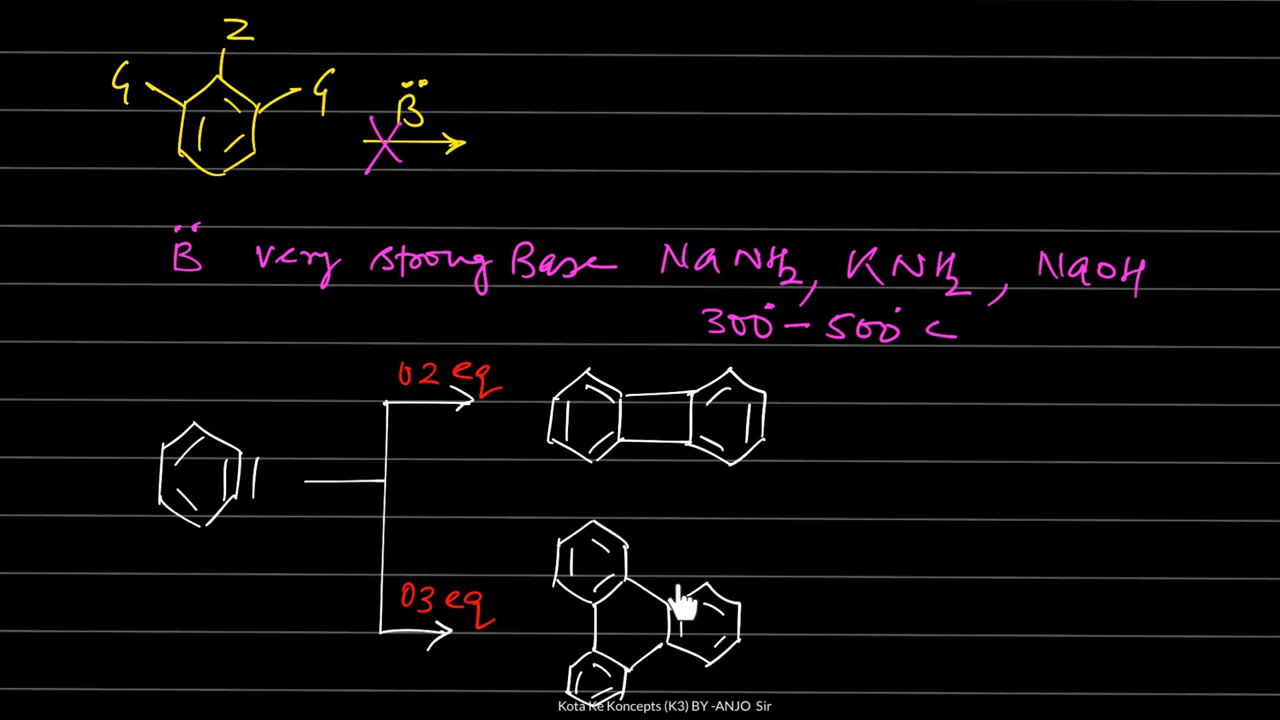 Z
G G
B̈
B̈ very strong Base NaNH₂, KNH₂, NaOH
300° – 500° C
02 eq
03 eq
Kota Ke Koncepts (K3) BY -ANJO Sir